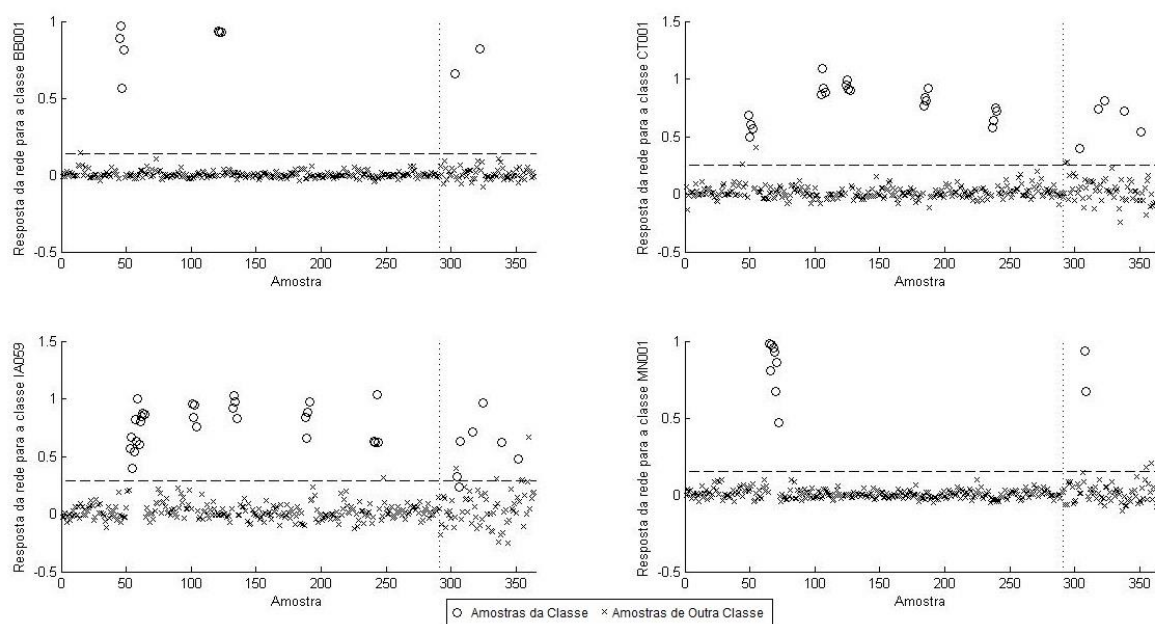 Resposta da rede para a classe BB001
1
0.5
0
-0.5
0 50 100 150 200 250 300 350
Amostra
Resposta da rede para a classe CT001
1.5
1
0.5
0
-0.5
0 50 100 150 200 250 300 350
Amostra
Resposta da rede para a classe IA059
1.5
1
0.5
0
-0.5
0 50 100 150 200 250 300 350
Amostra
Resposta da rede para a classe MN001
1
0.5
0
-0.5
0 50 100 150 200 250 300 350
Amostra
Amostras da Classe Amostras de Outra Classe